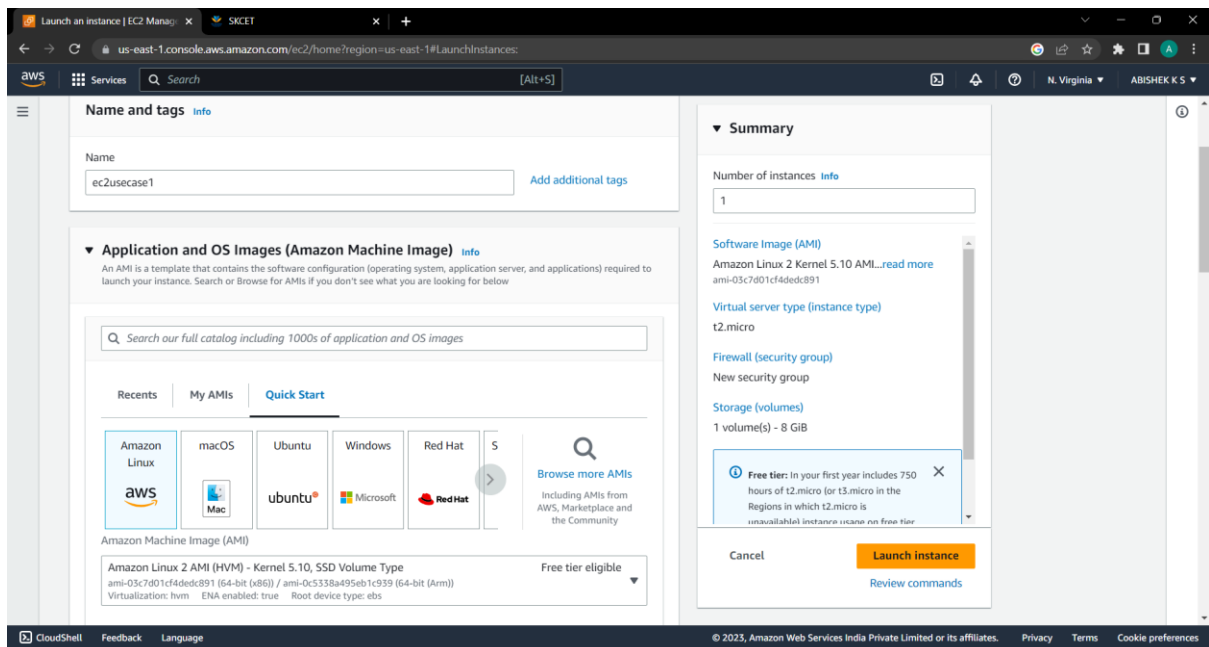 Launch an instance | EC2 Manag
SKCET
us-east-1.console.aws.amazon.com/ec2/home?region=us-east-1#LaunchInstances:
A
aws
Services
Search
[Alt+S]
N. Virginia
ABISHEK K S
Name and tags Info
Name
ec2usecase1
Add additional tags
Application and OS Images (Amazon Machine Image) Info
An AMI is a template that contains the software configuration (operating system, application server, and applications) required to
launch your instance. Search or Browse for AMIs if you don't see what you are looking for below
Search our full catalog including 1000s of application and OS images
Recents
My AMIs
Quick Start
Amazon
Linux
aws
macOS
Mac
Ubuntu
ubuntu
Windows
Microsoft
Red Hat
Red Hat
S
Browse more AMIs
Including AMIs from
AWS, Marketplace and
the Community
Amazon Machine Image (AMI)
Amazon Linux 2 AMI (HVM) - Kernel 5.10, SSD Volume Type
Free tier eligible
ami-03c7d01cf4dedc891 (64-bit (x86)) / ami-0c5338a495eb1c939 (64-bit (Arm))
Virtualization: hvm ENA enabled: true Root device type: ebs
Summary
Number of instances Info
1
Software Image (AMI)
Amazon Linux 2 Kernel 5.10 AMI...read more
ami-03c7d01cf4dedc891
Virtual server type (instance type)
t2.micro
Firewall (security group)
New security group
Storage (volumes)
1 volume(s) - 8 GiB
Free tier: In your first year includes 750
hours of t2.micro (or t3.micro in the
Regions in which t2.micro is
unavailable) instance usage on free tier
Cancel
Launch instance
Review commands
CloudShell
Feedback
Language
© 2023, Amazon Web Services India Private Limited or its affiliates.
Privacy
Terms
Cookie preferences